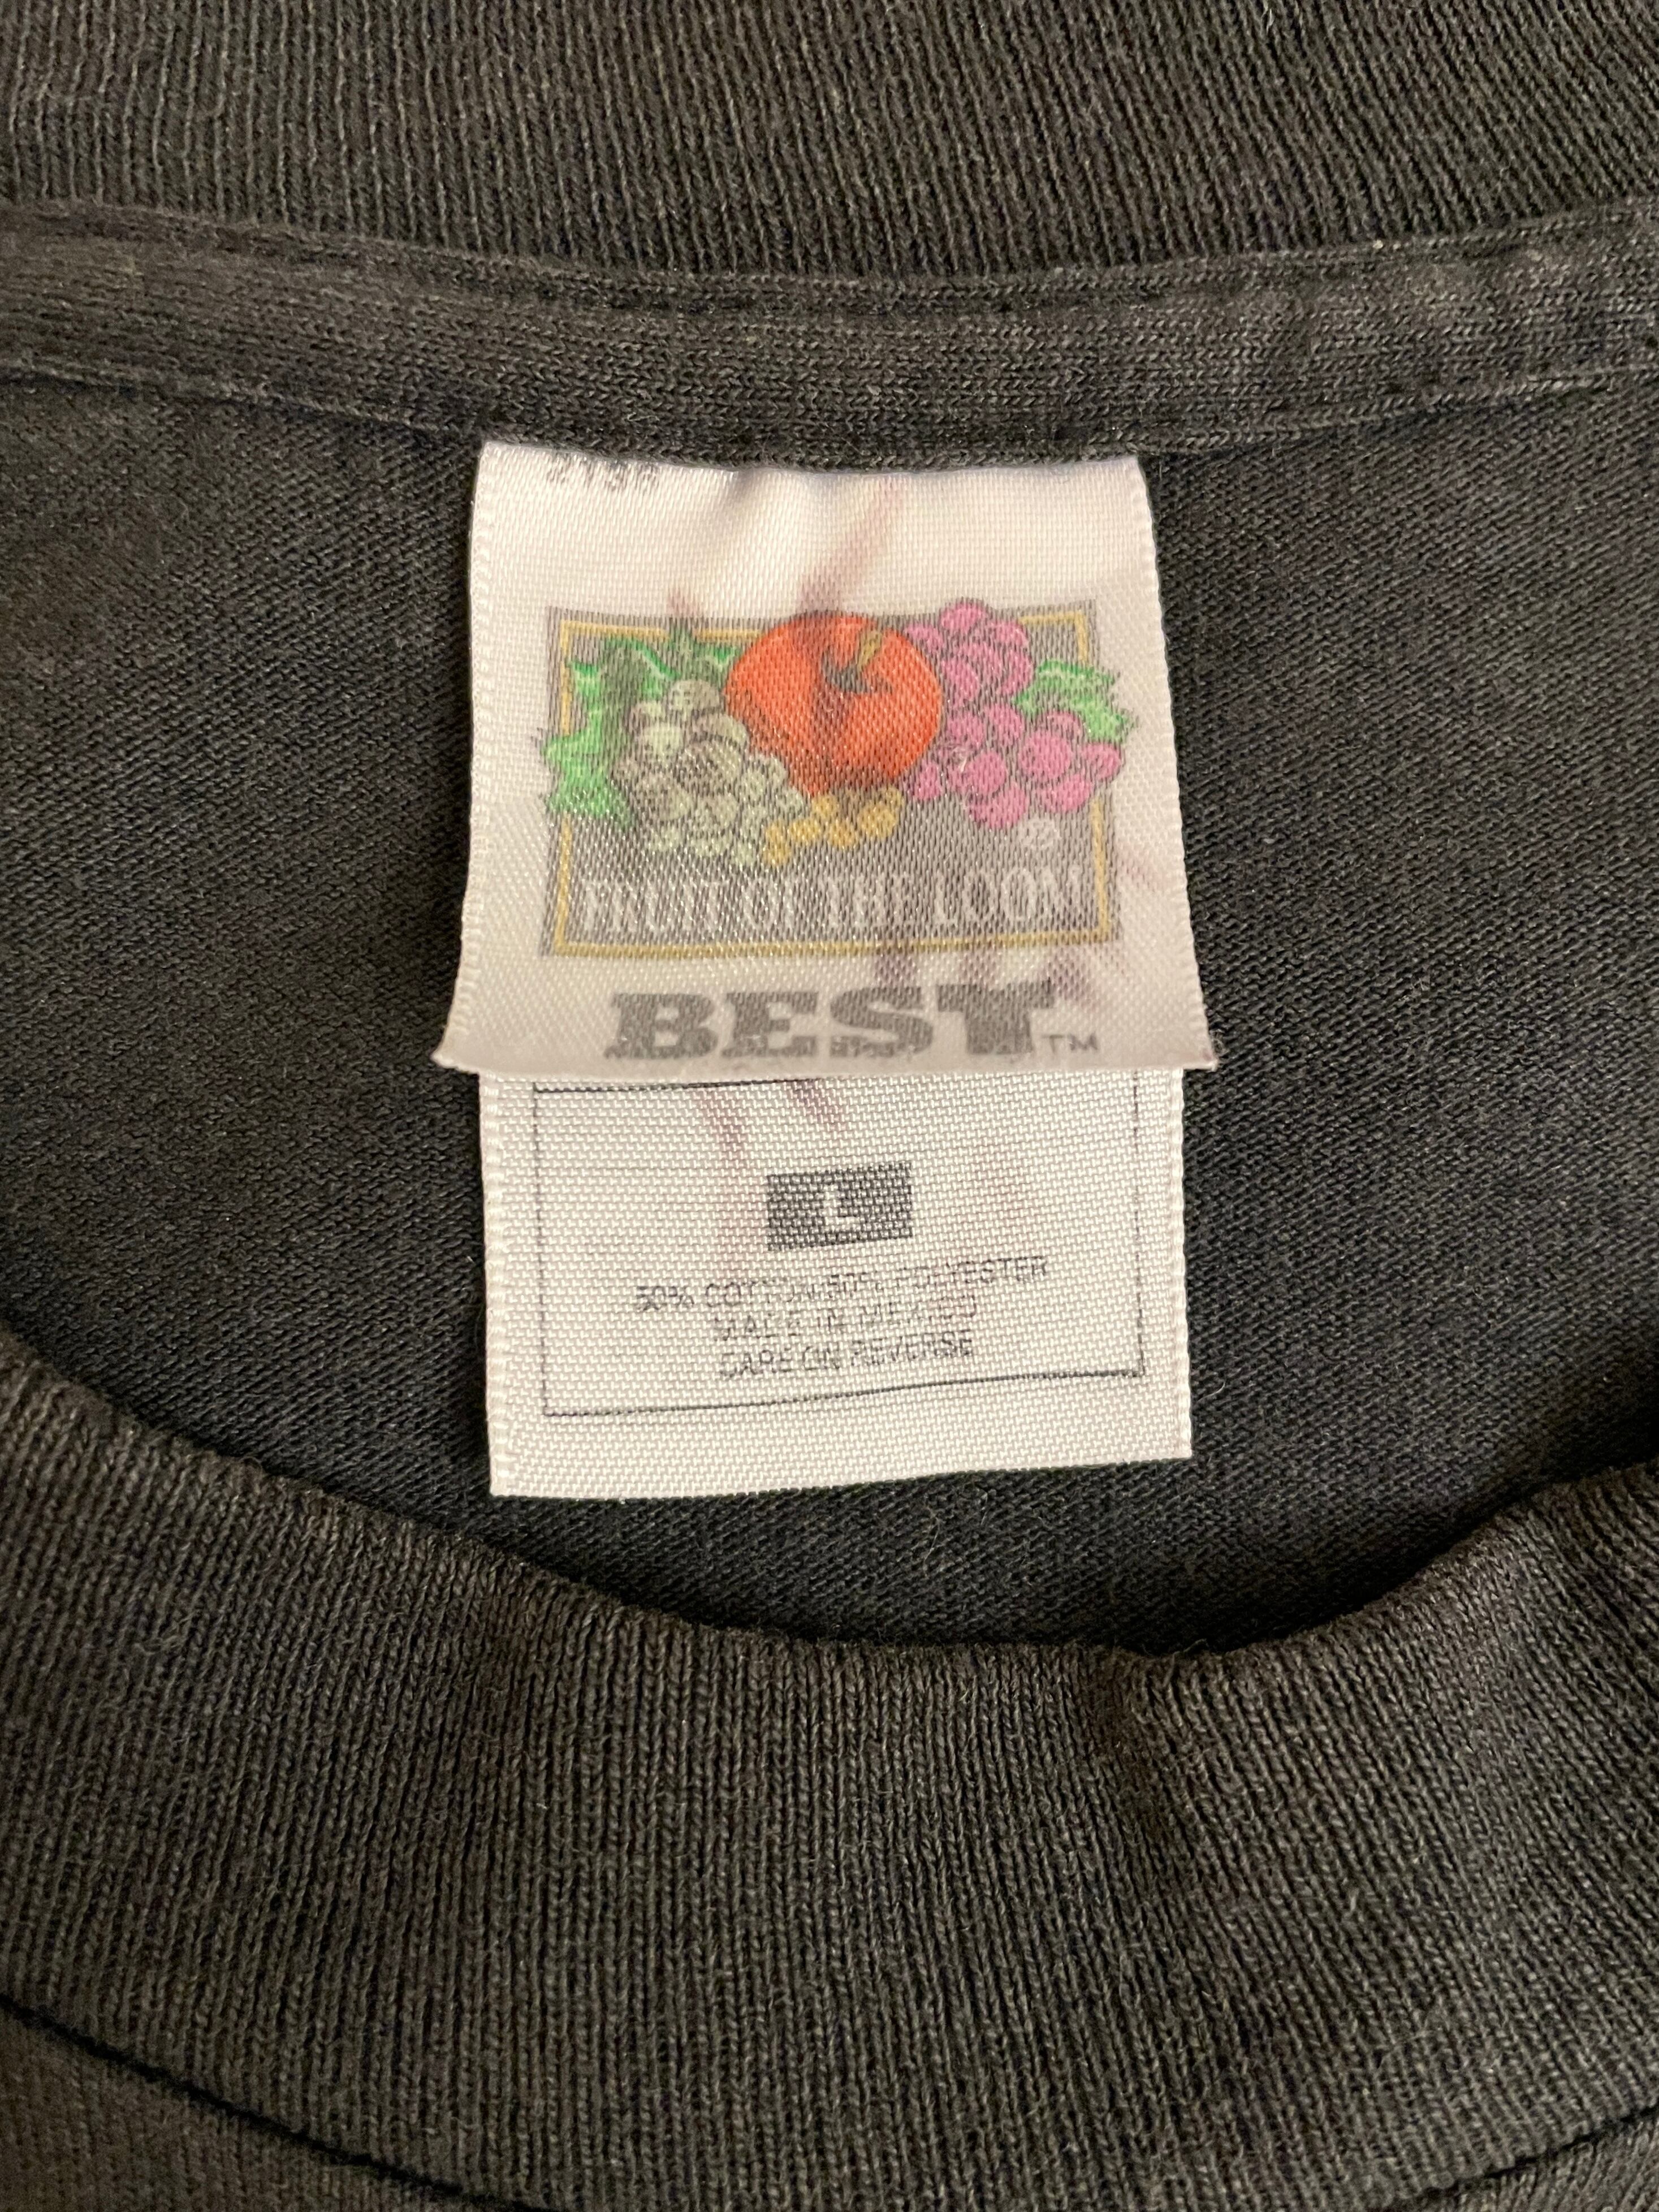 ®
FRUIT OF THE LOOM
BEST™
L
50% COTTON/50% POLYESTER
MADE IN MEXICO
CARE ON REVERSE